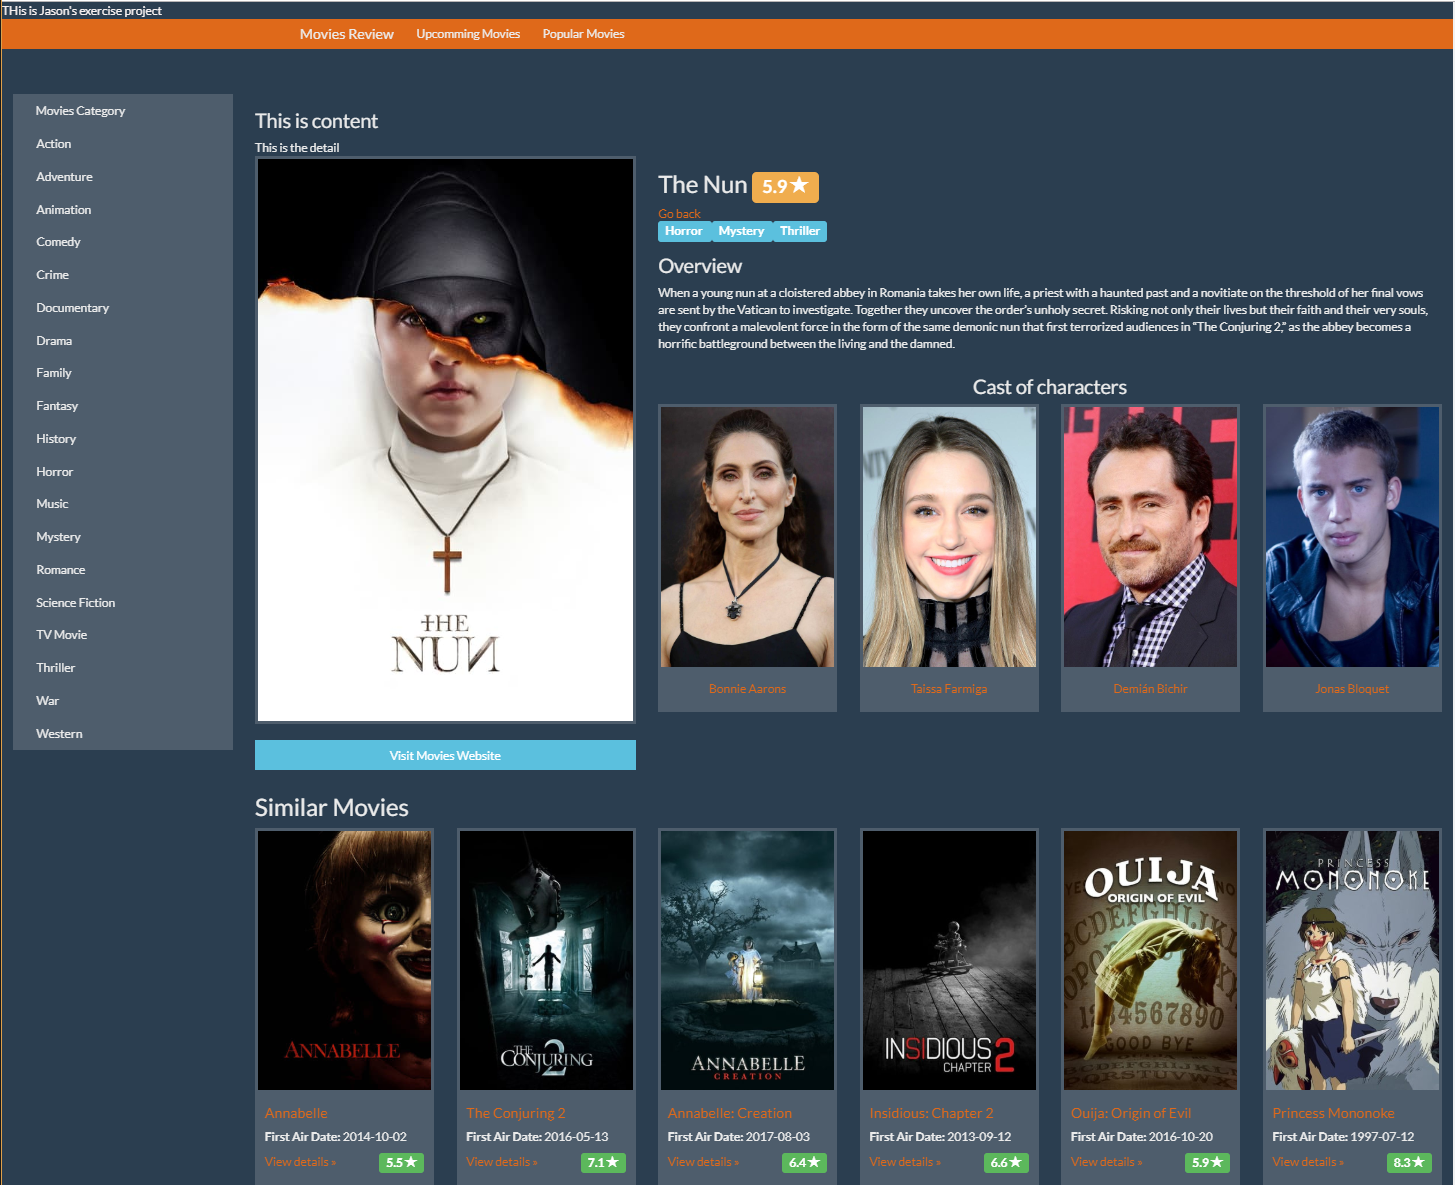 THis is Jason's exercise project
Movies Review Upcomming Movies Popular Movies
Movies Category
Action
Adventure
Animation
Comedy
Crime
Documentary
Drama
Family
Fantasy
History
Horror
Music
Mystery
Romance
Science Fiction
TV Movie
Thriller
War
Western
This is content
This is the detail
THE
NUN
Visit Movies Website
The Nun 5.9★
Go back
Horror Mystery Thriller
Overview
When a young nun at a cloistered abbey in Romania takes her own life, a priest with a haunted past and a novitiate on the threshold of her final vows
are sent by the Vatican to investigate. Together they uncover the order's unholy secret. Risking not only their lives but their faith and their very souls,
they confront a malevolent force in the form of the same demonic nun that first terrorized audiences in “The Conjuring 2,” as the abbey becomes a
horrific battleground between the living and the damned.
Cast of characters
Bonnie Aarons Taissa Farmiga Demián Bichir Jonas Bloquet
Similar Movies
ANNABELLE
Annabelle
First Air Date: 2014-10-02
View details » 5.5★
THE
CONJURING
2
The Conjuring 2
First Air Date: 2016-05-13
View details » 7.1★
ANNABELLE
CREATION
Annabelle: Creation
First Air Date: 2017-08-03
View details » 6.4★
INSIDIOUS 2
CHAPTER
Insidious: Chapter 2
First Air Date: 2013-09-12
View details » 6.6★
YES NO
OUIJA
ORIGIN OF EVIL
1234567890
GOOD BYE
Ouija: Origin of Evil
First Air Date: 2016-10-20
View details » 5.9★
PRINCESS
MONONOKE
Princess Mononoke
First Air Date: 1997-07-12
View details » 8.3★